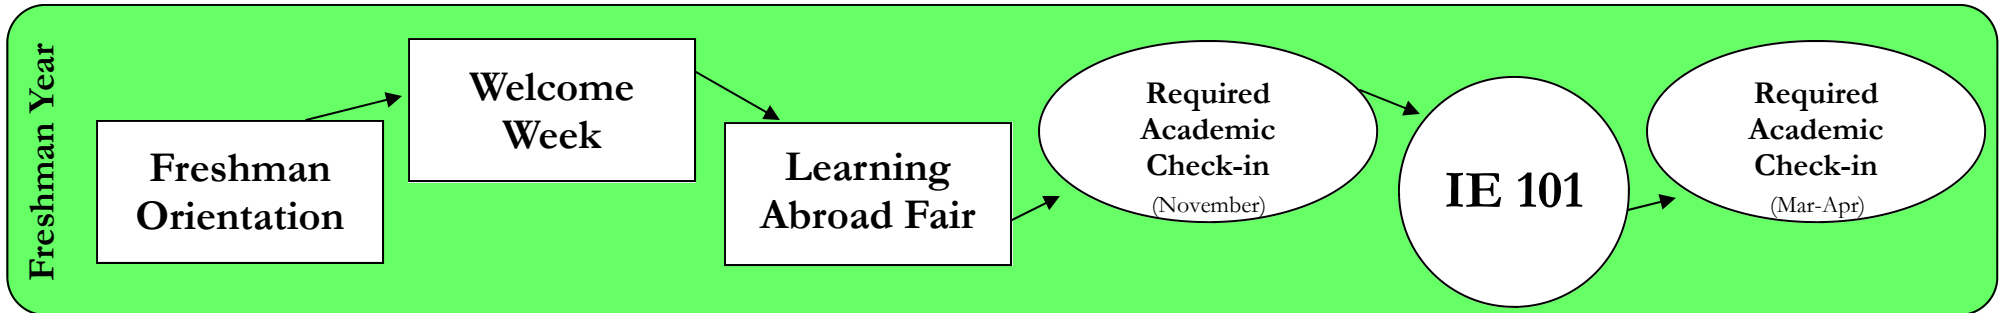 Freshman Year
Freshman
Orientation
Welcome
Week
Learning
Abroad Fair
Required
Academic
Check-in
(November)
IE 101
Required
Academic
Check-in
(Mar-Apr)